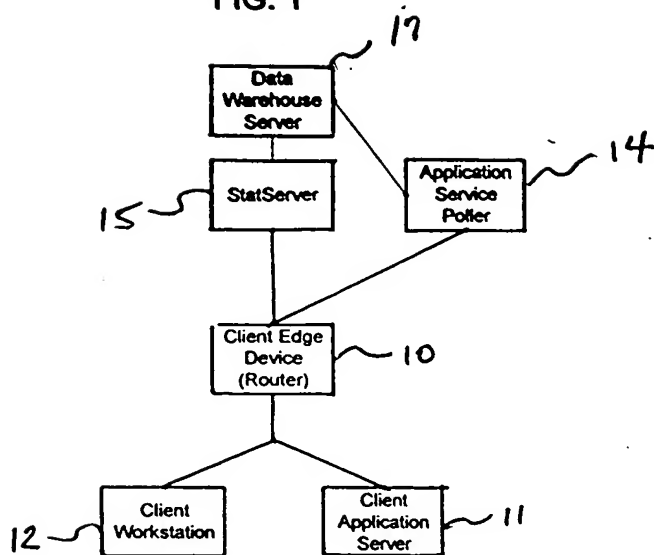 FIG. 1
17
Data
Warehouse
Server
14
Application
Service
Poller
15
StatServer
Client Edge
Device
(Router)
10
Client
Workstation
12
Client
Application
Server
11